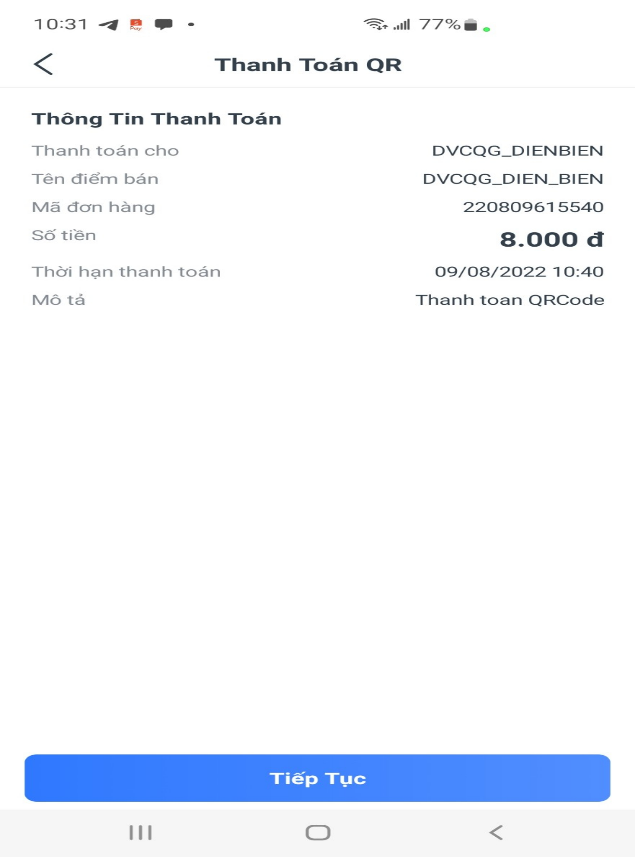 10:31 77%
Thanh Toán QR
Thông Tin Thanh Toán
Thanh toán cho DVCQG_DIENBIEN
Tên điểm bán DVCQG_DIEN_BIEN
Mã đơn hàng 220809615540
Số tiền 8.000 đ
Thời hạn thanh toán 09/08/2022 10:40
Mô tả Thanh toan QRCode
Tiếp Tục